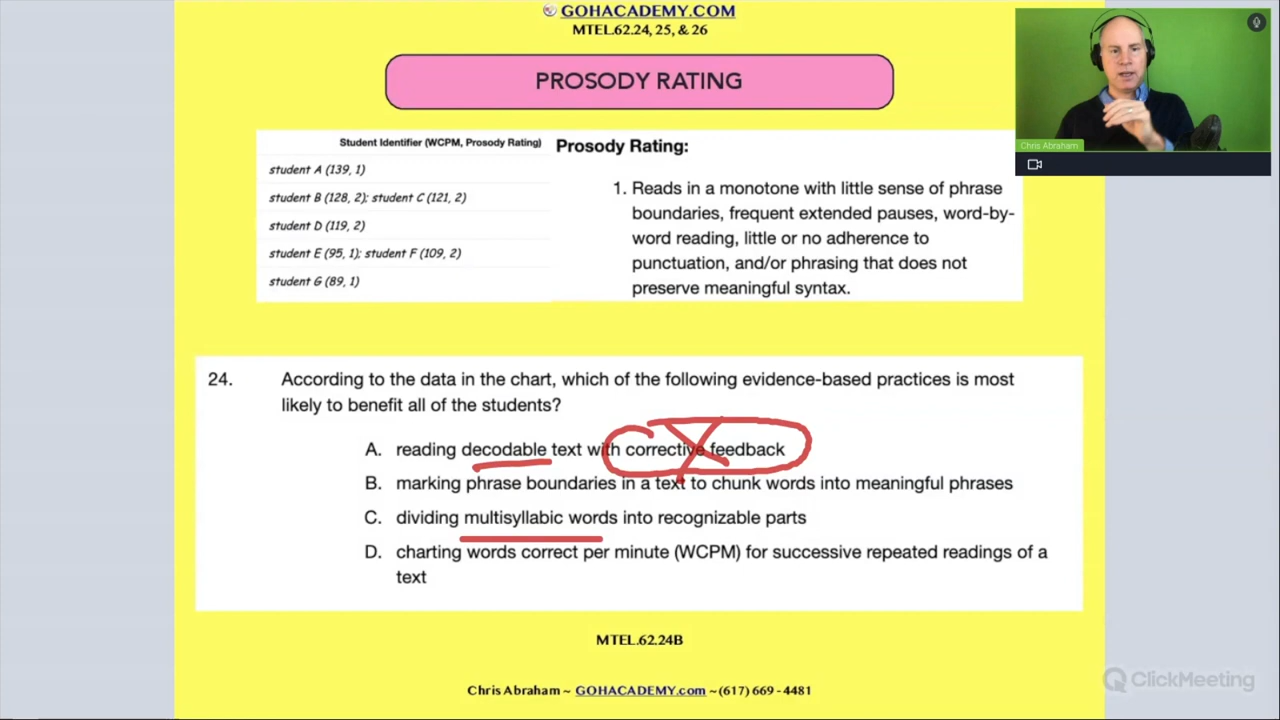 GOHACADEMY.COM
MTEL.62.24, 25, & 26
PROSODY RATING
Chris Abraham
Student Identifier (WCPM, Prosody Rating)
student A (139, 1)
student B (128, 2); student C (121, 2)
student D (119, 2)
student E (95, 1); student F (109, 2)
student G (89, 1)
Prosody Rating:
1. Reads in a monotone with little sense of phrase
boundaries, frequent extended pauses, word-by-
word reading, little or no adherence to
punctuation, and/or phrasing that does not
preserve meaningful syntax.
24. According to the data in the chart, which of the following evidence-based practices is most
likely to benefit all of the students?
A. reading decodable text with corrective feedback
B. marking phrase boundaries in a text to chunk words into meaningful phrases
C. dividing multisyllabic words into recognizable parts
D. charting words correct per minute (WCPM) for successive repeated readings of a
text
MTEL.62.24B
Chris Abraham ~ GOHACADEMY.com ~(617) 669 - 4481
ClickMeeting